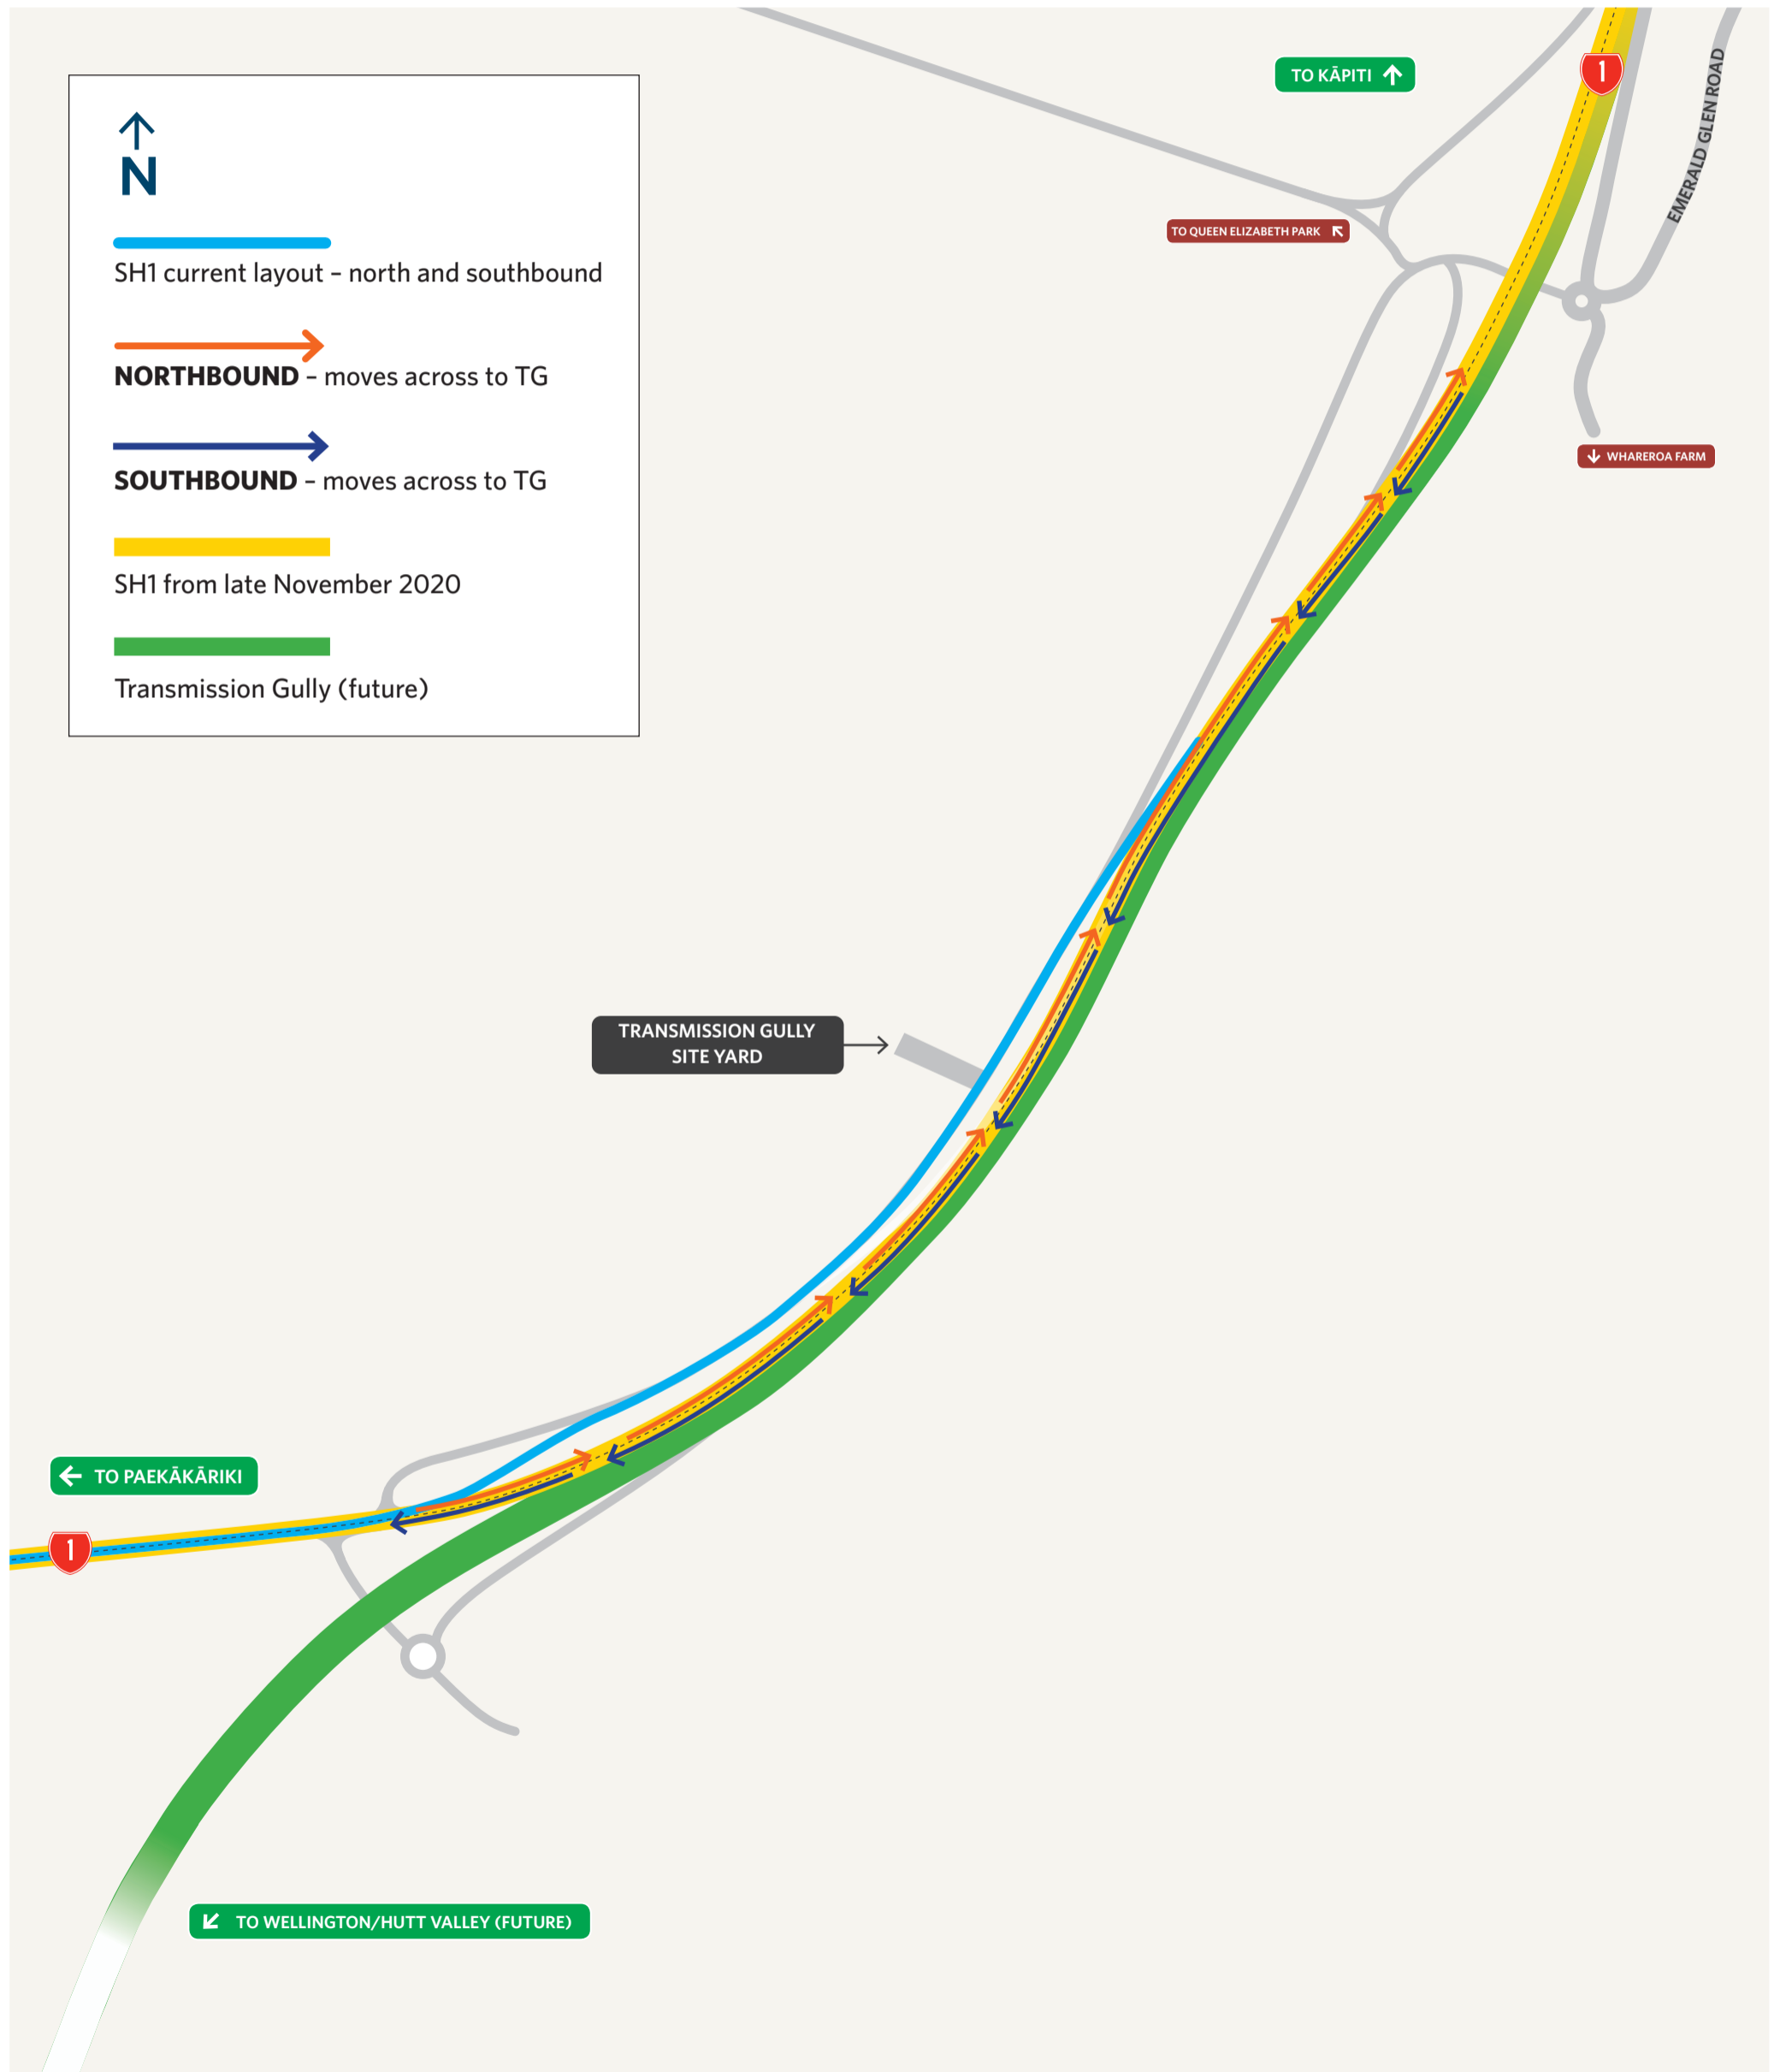 N
SH1 current layout – north and southbound
NORTHBOUND – moves across to TG
SOUTHBOUND – moves across to TG
SH1 from late November 2020
Transmission Gully (future)
TO KĀPITI
1
EMERALD GLEN ROAD
TO QUEEN ELIZABETH PARK
WHAREROA FARM
TRANSMISSION GULLY
SITE YARD
TO PAEKĀKĀRIKI
1
TO WELLINGTON/HUTT VALLEY (FUTURE)